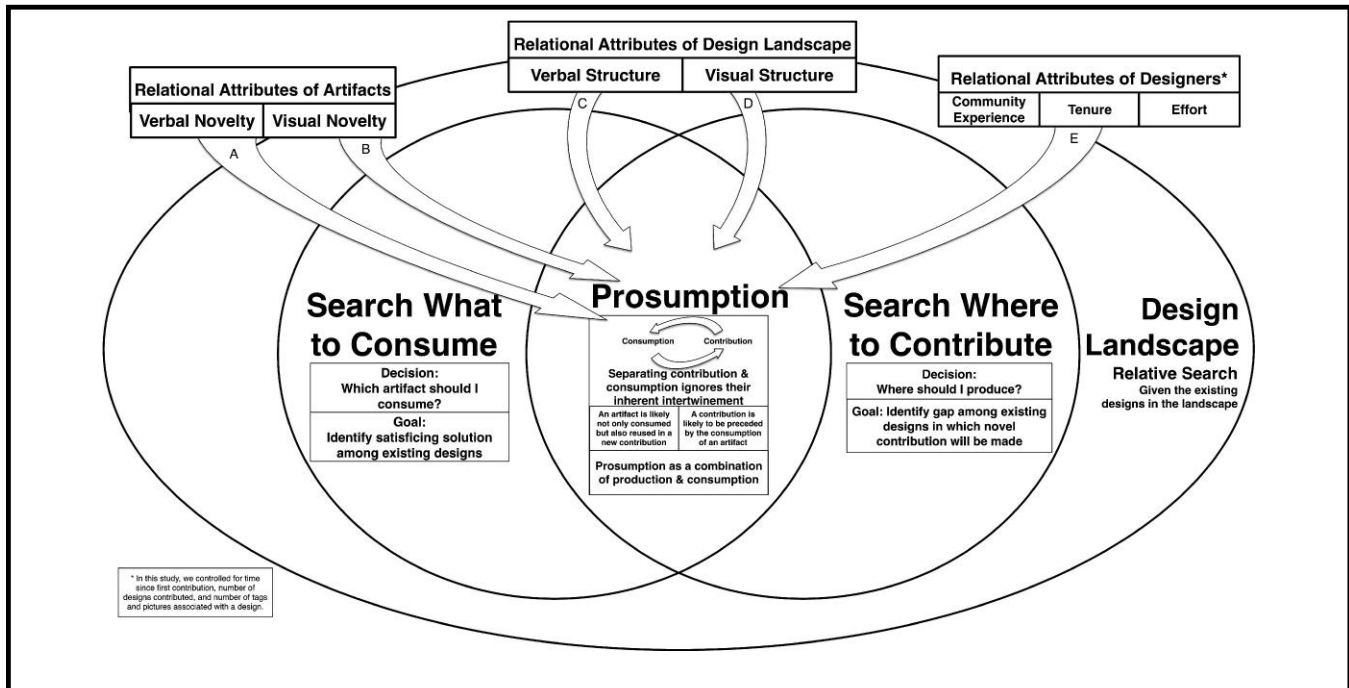 Relational Attributes of Design Landscape
Verbal Structure
Visual Structure
Relational Attributes of Artifacts
Verbal Novelty
Visual Novelty
Relational Attributes of Designers*
Community
Experience
Tenure
Effort
A
B
C
D
E
Search What
to Consume
Decision:
Which artifact should I
consume?
Goal:
Identify satisficing solution
among existing designs
Prosumption
Consumption
Contribution
Separating contribution &
consumption ignores their
inherent intertwinement
An artifact is likely
not only consumed
but also reused in a
new contribution
A contribution is
likely to be preceded
by the consumption
of an artifact
Prosumption as a combination
of production & consumption
Search Where
to Contribute
Decision:
Where should I produce?
Goal: Identify gap among existing
designs in which novel
contribution will be made
Design
Landscape
Relative Search
Given the existing
designs in the landscape
* In this study, we controlled for time
since first contribution, number of
designs contributed, and number of tags
and pictures associated with a design.